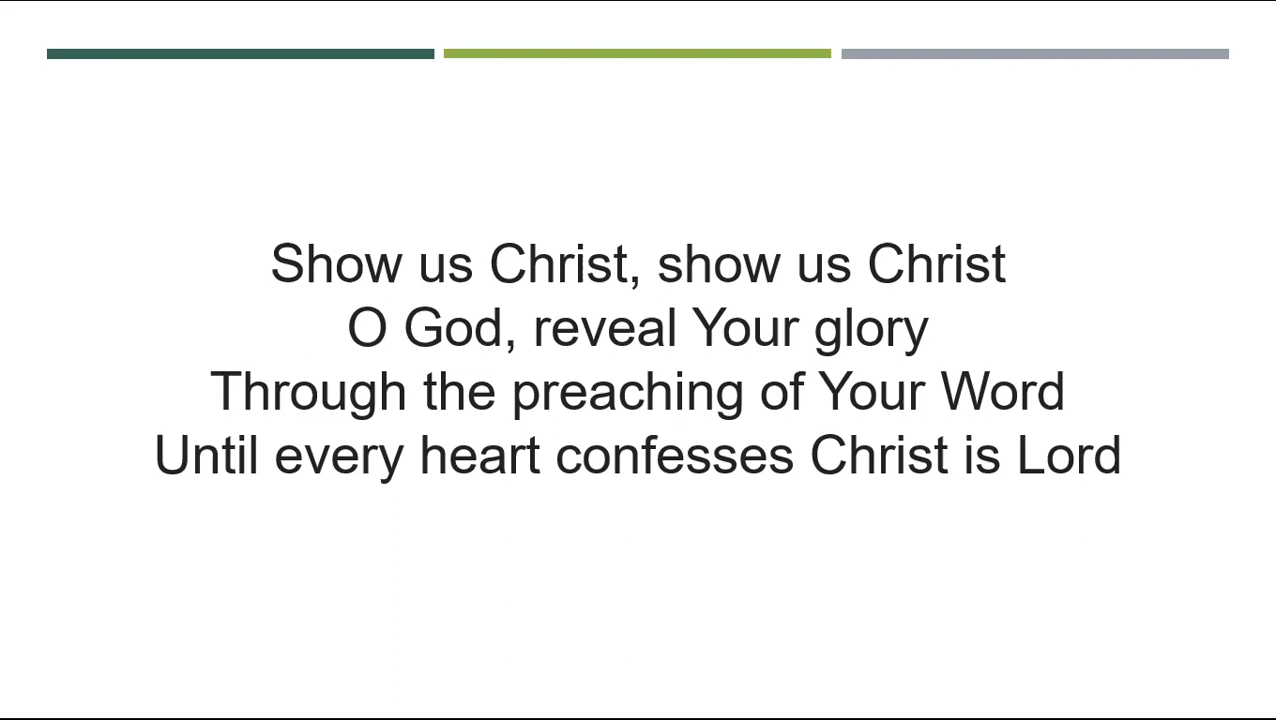 Show us Christ, show us Christ
O God, reveal Your glory
Through the preaching of Your Word
Until every heart confesses Christ is Lord